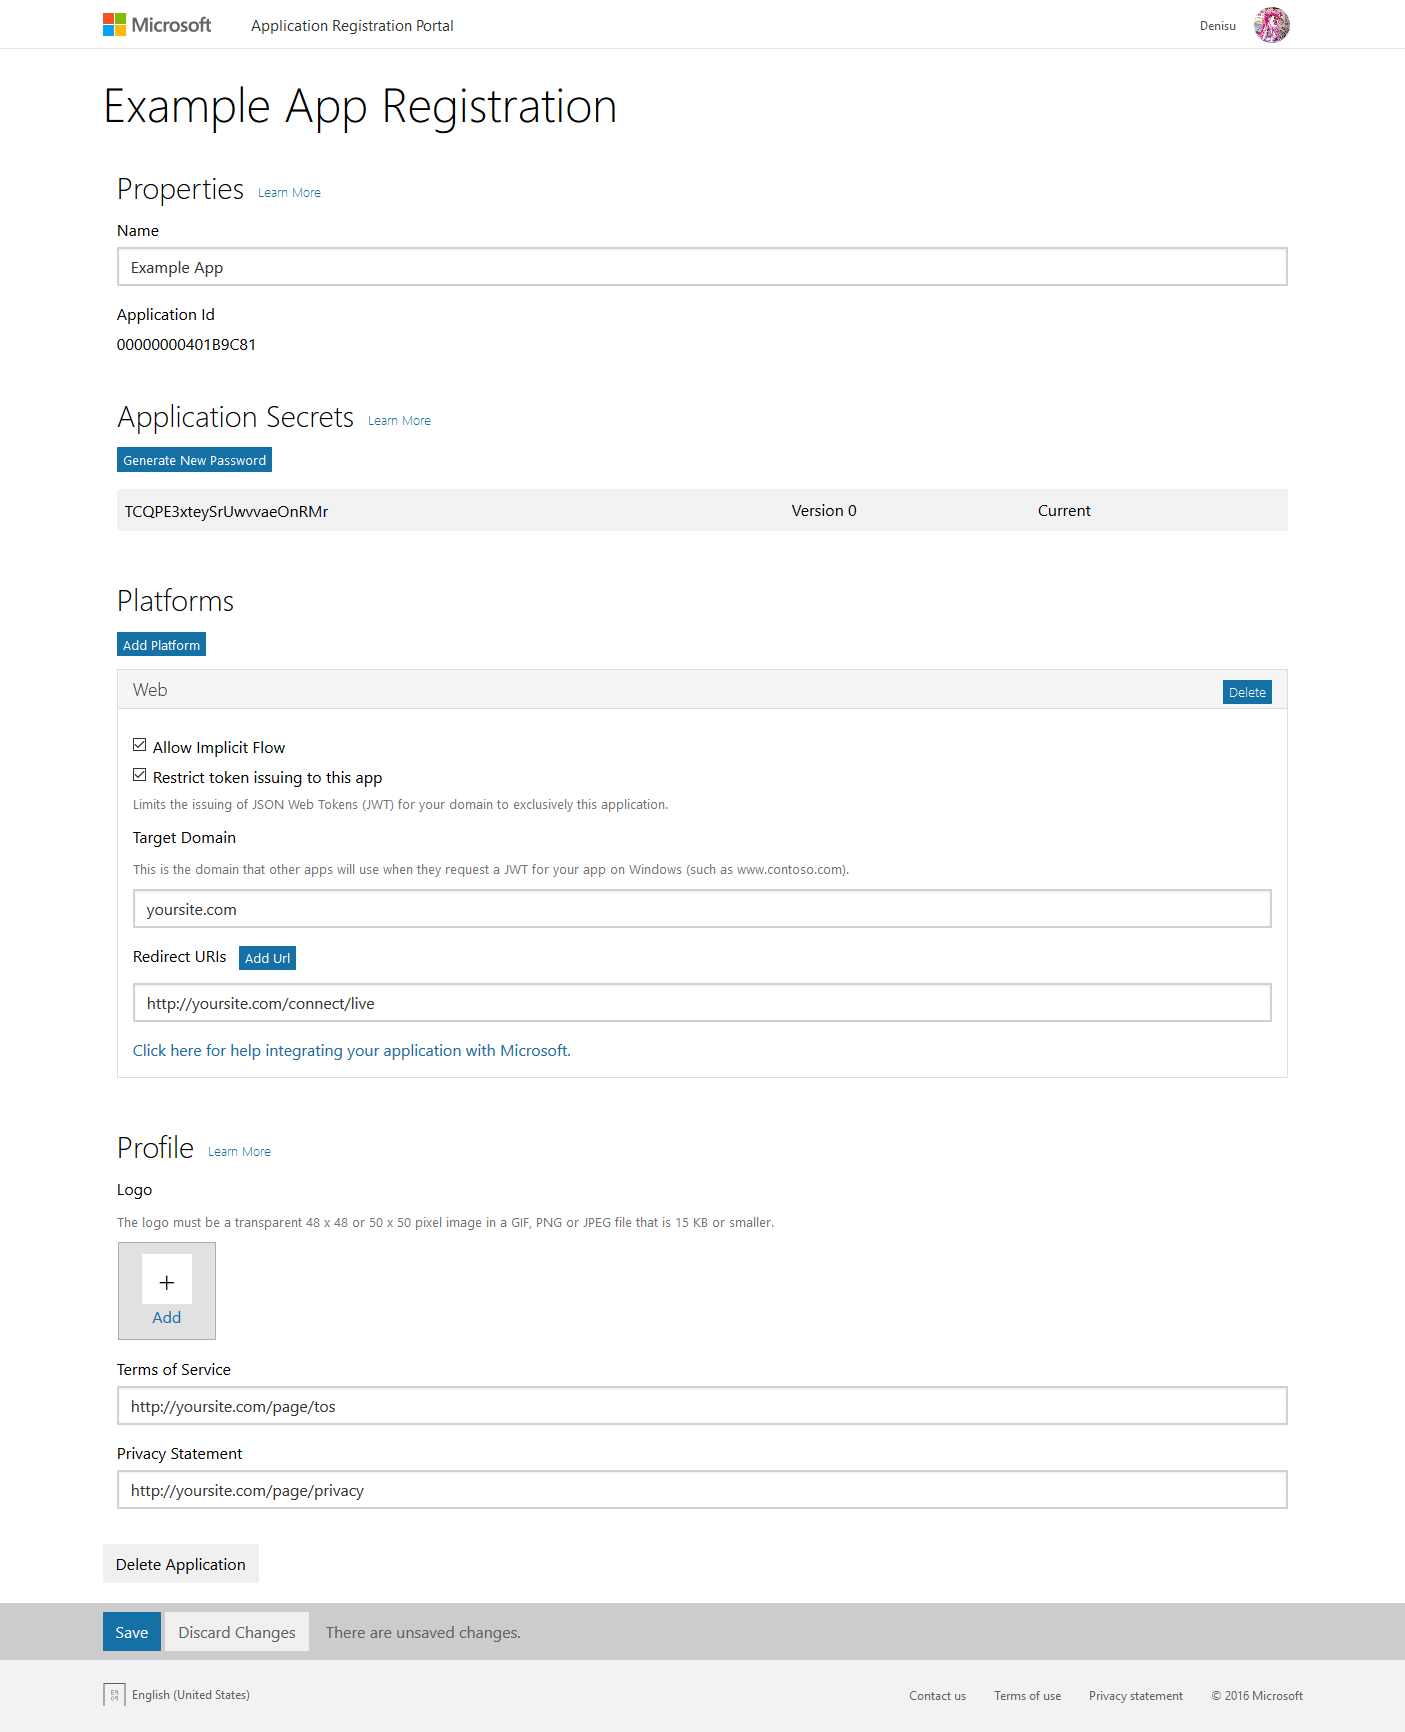 Microsoft Application Registration Portal Denisu
Example App Registration
Properties Learn More
Name
Example App
Application Id
00000000401B9C81
Application Secrets Learn More
Generate New Password
TCQPE3xteySrUwvvaeOnRMr Version 0 Current
Platforms
Add Platform
Web Delete
Allow Implicit Flow
Restrict token issuing to this app
Limits the issuing of JSON Web Tokens (JWT) for your domain to exclusively this application.
Target Domain
This is the domain that other apps will use when they request a JWT for your app on Windows (such as www.contoso.com).
yoursite.com
Redirect URIs Add Url
http://yoursite.com/connect/live
Click here for help integrating your application with Microsoft.
Profile Learn More
Logo
The logo must be a transparent 48 x 48 or 50 x 50 pixel image in a GIF, PNG or JPEG file that is 15 KB or smaller.
+
Add
Terms of Service
http://yoursite.com/page/tos
Privacy Statement
http://yoursite.com/page/privacy
Delete Application
Save Discard Changes There are unsaved changes.
English (United States) Contact us Terms of use Privacy statement © 2016 Microsoft